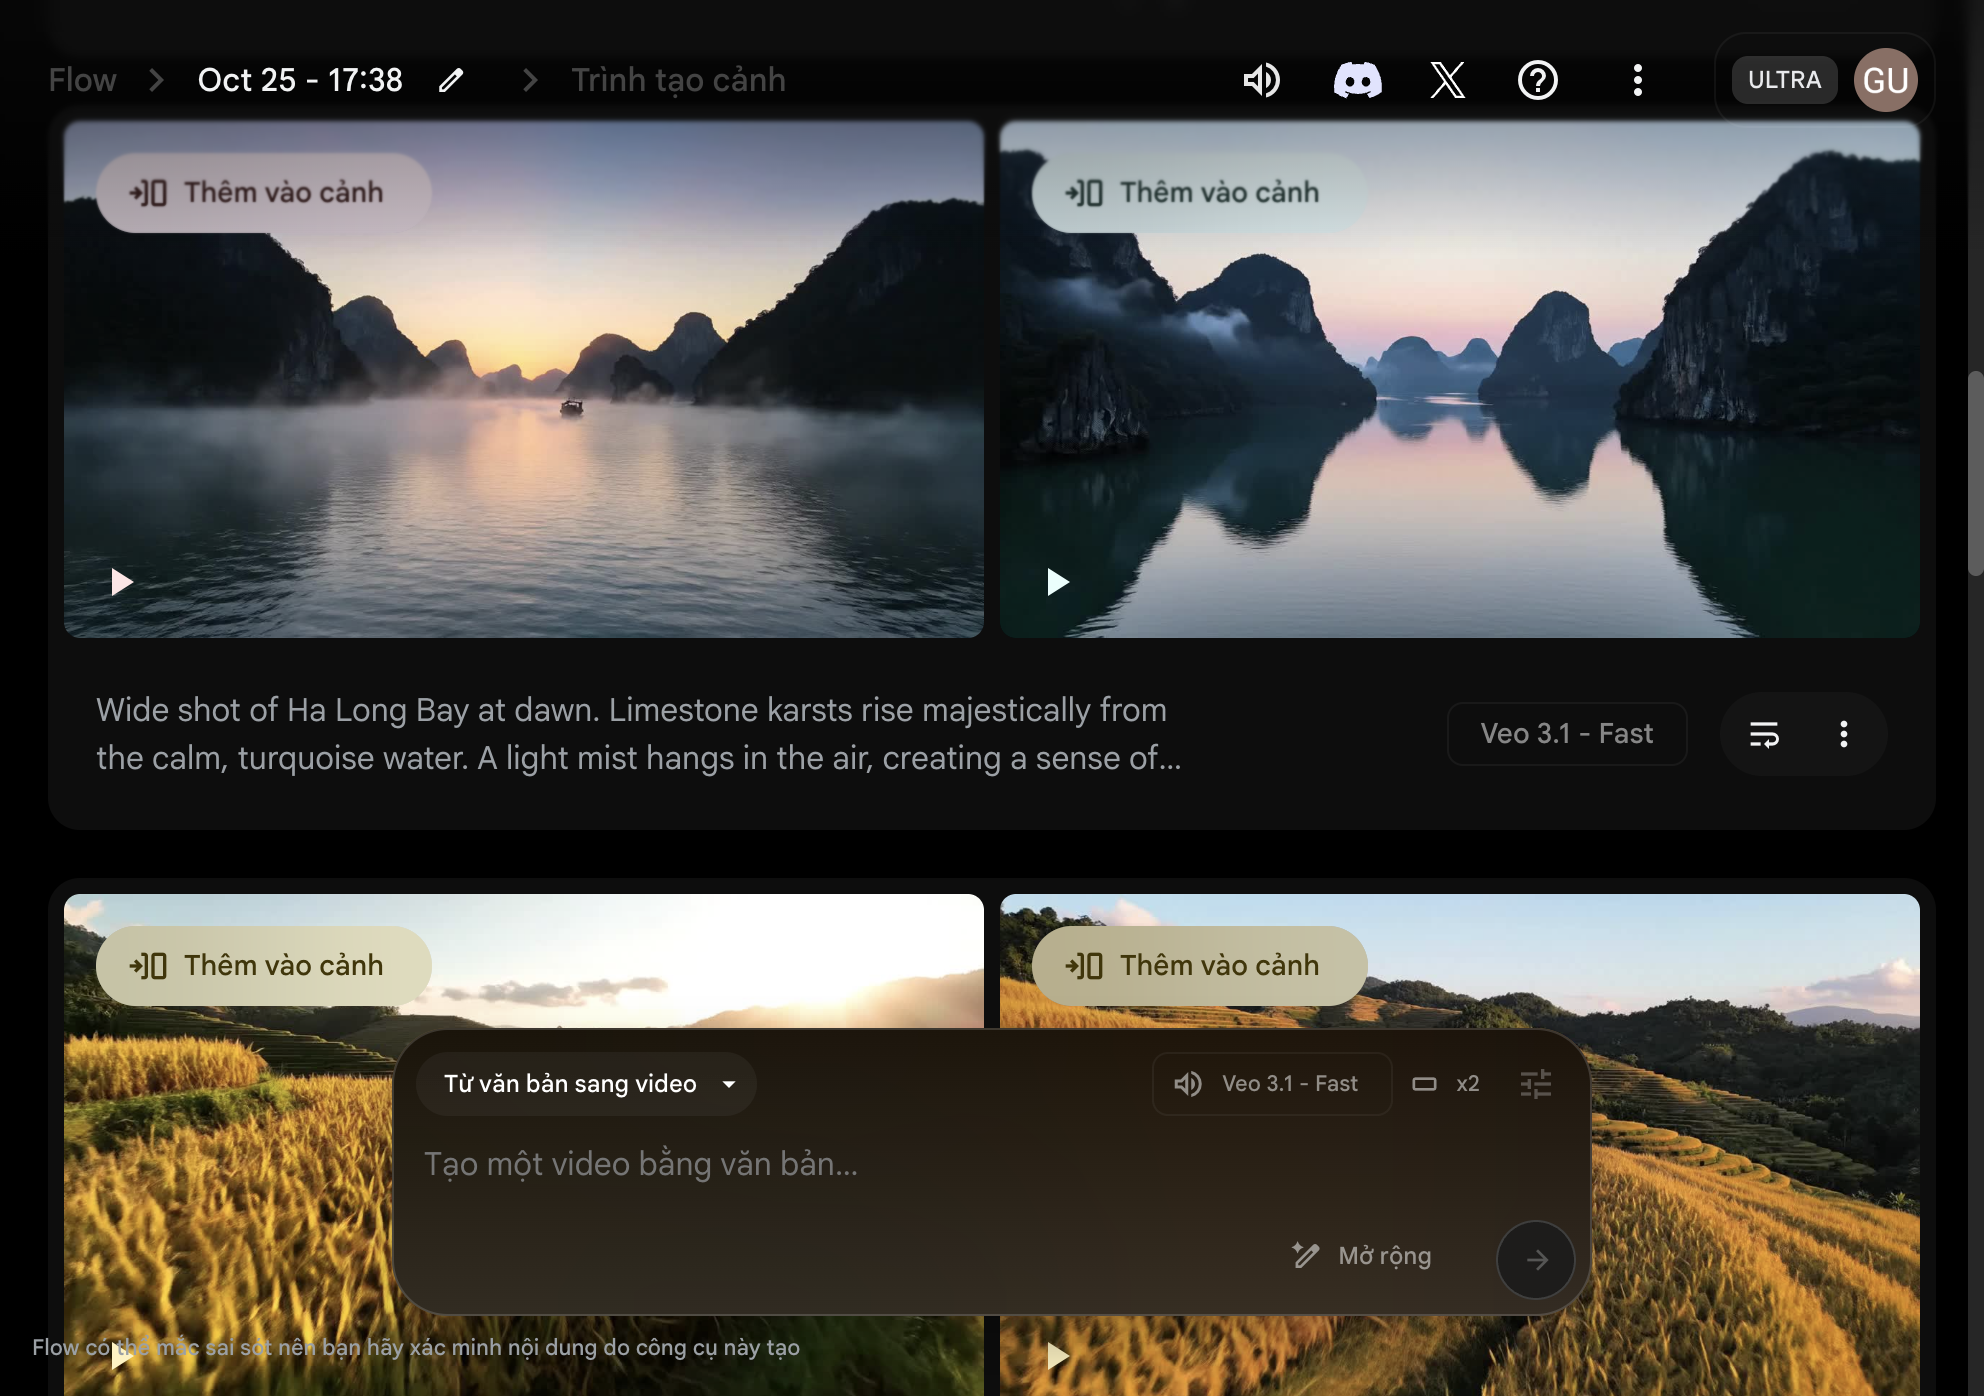 Flow > Oct 25 - 17:38 > Trình tạo cảnh
ULTRA GU
Thêm vào cảnh
Thêm vào cảnh
Wide shot of Ha Long Bay at dawn. Limestone karsts rise majestically from
the calm, turquoise water. A light mist hangs in the air, creating a sense of...
Veo 3.1 - Fast
Thêm vào cảnh
Thêm vào cảnh
Từ văn bản sang video
Veo 3.1 - Fast
x2
Tạo một video bằng văn bản...
Mở rộng
Flow có thể mắc sai sót nên bạn hãy xác minh nội dung do công cụ này tạo